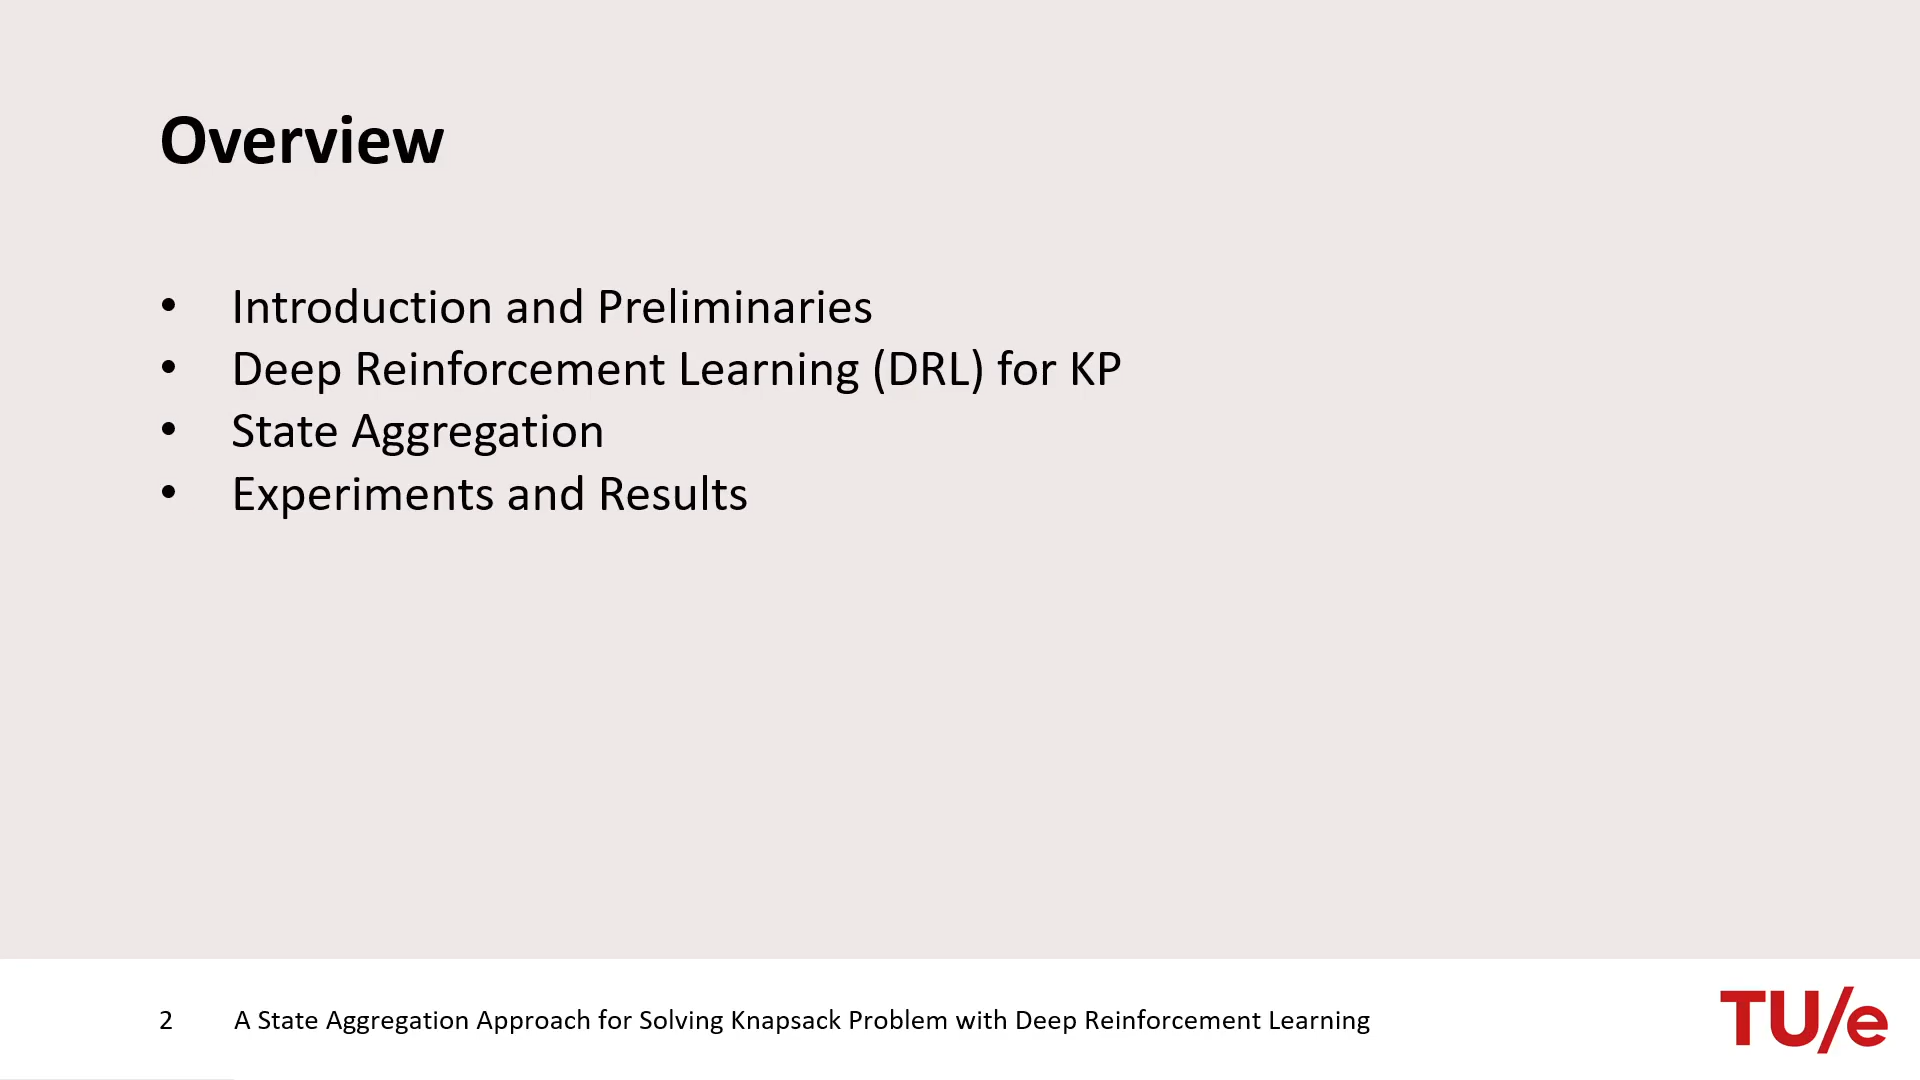 Overview
• Introduction and Preliminaries
• Deep Reinforcement Learning (DRL) for KP
• State Aggregation
• Experiments and Results
2 A State Aggregation Approach for Solving Knapsack Problem with Deep Reinforcement Learning
TU/e